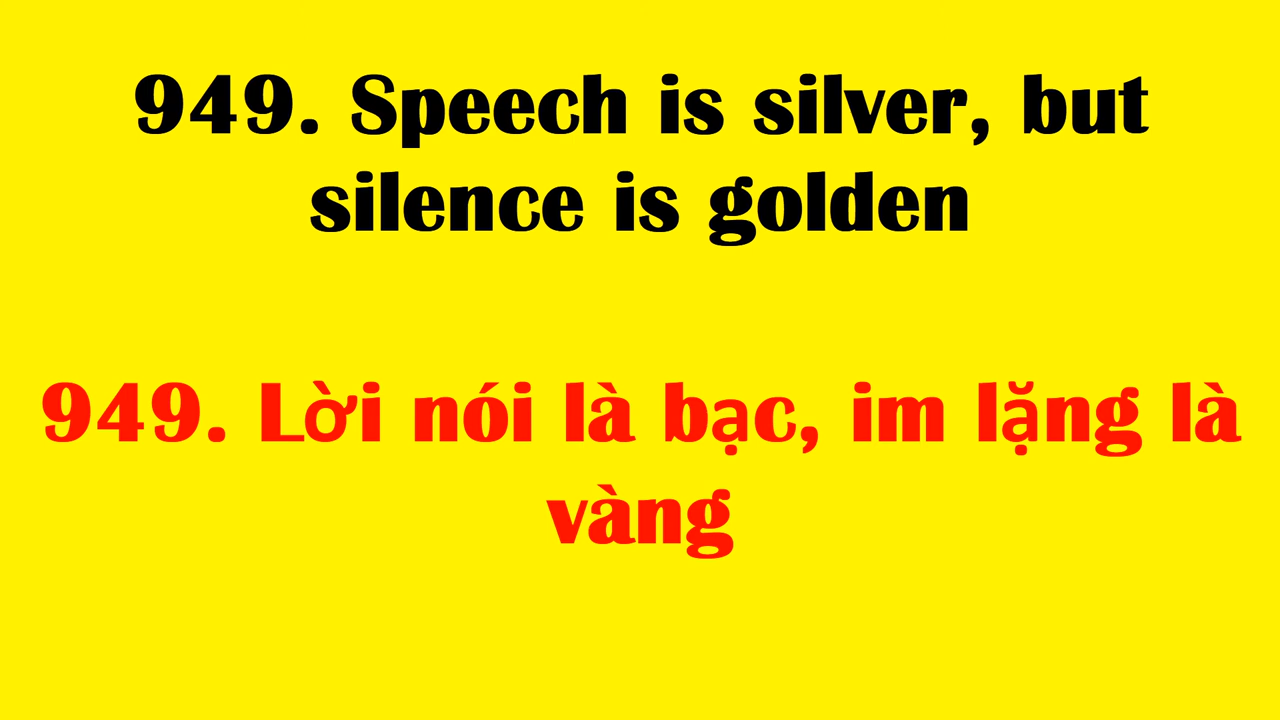 949. Speech is silver, but
silence is golden
949. Lời nói là bạc, im lặng là
vàng